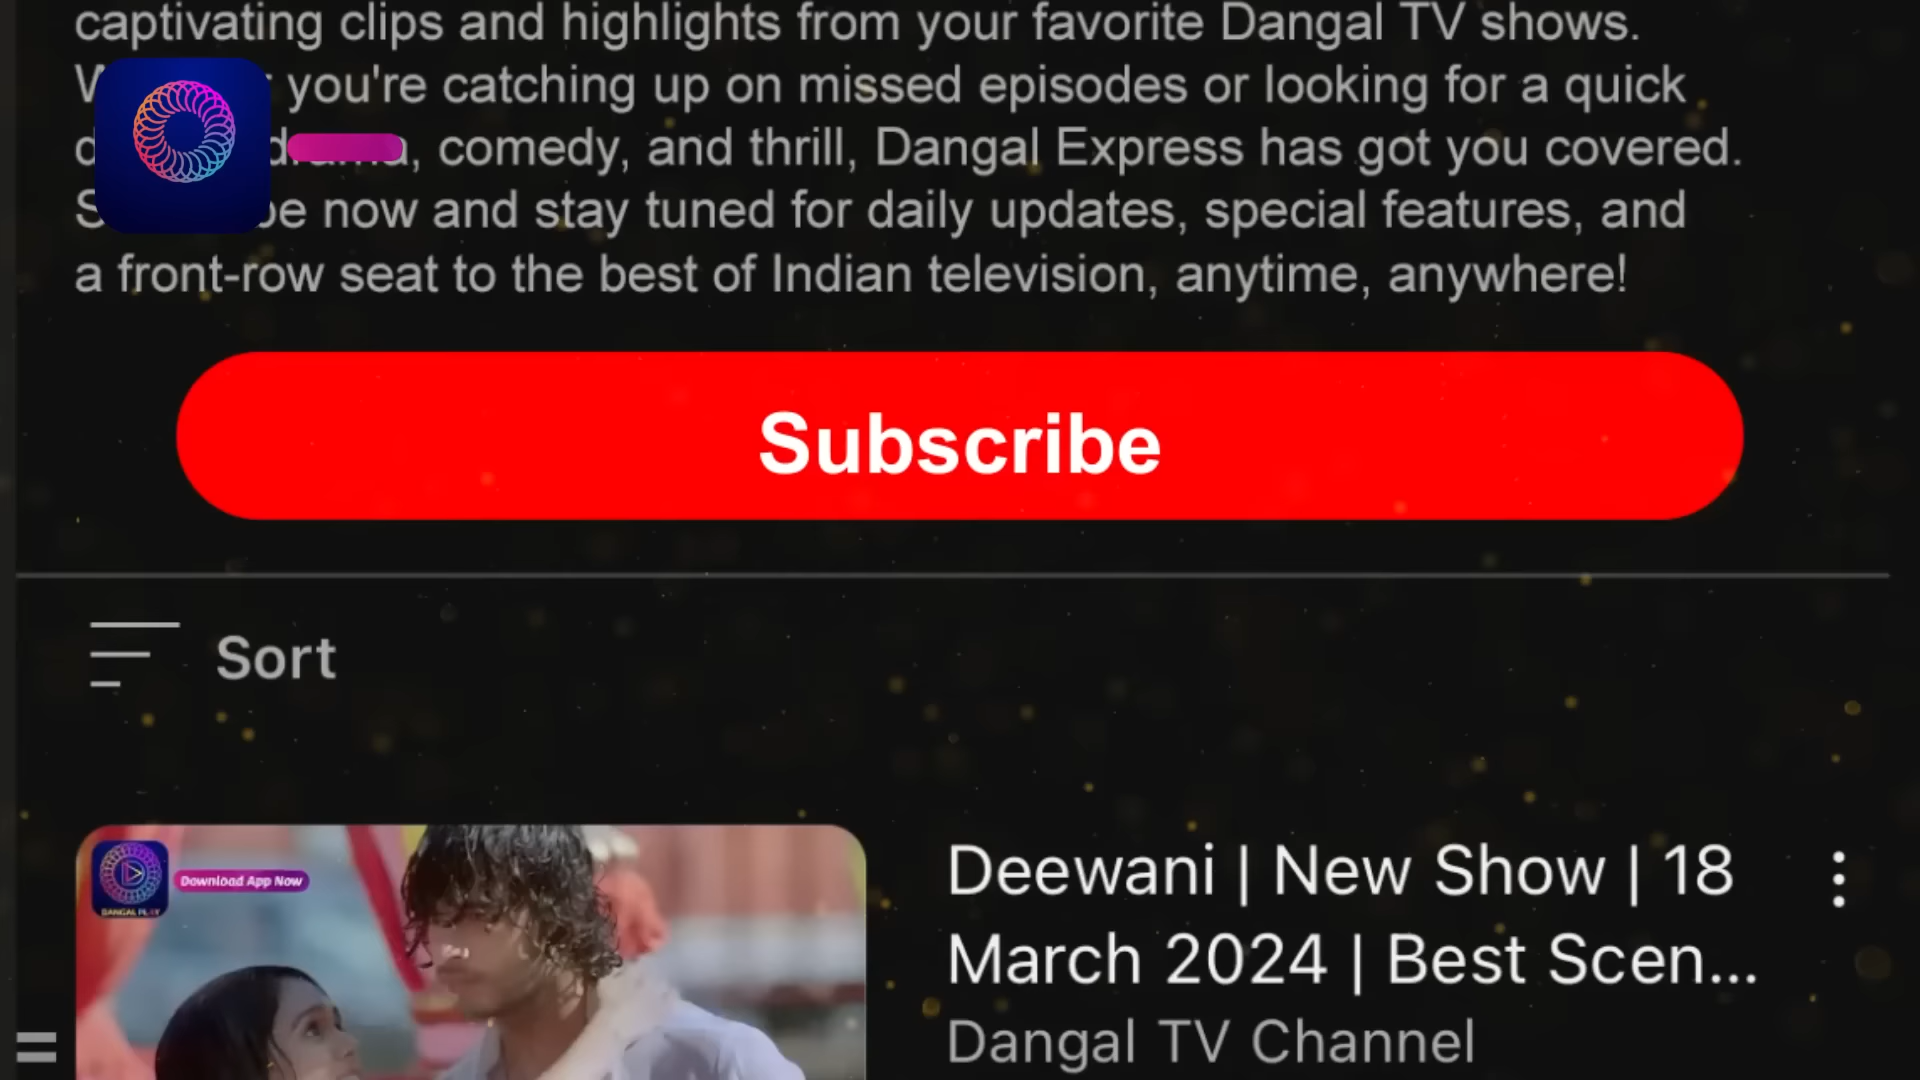 captivating clips and highlights from your favorite Dangal TV shows.
you're catching up on missed episodes or looking for a quick
drama, comedy, and thrill, Dangal Express has got you covered.
now and stay tuned for daily updates, special features, and
a front-row seat to the best of Indian television, anytime, anywhere!
Subscribe
Sort
Download App Now
DANGAL PLAY
Deewani | New Show | 18
March 2024 | Best Scen...
Dangal TV Channel